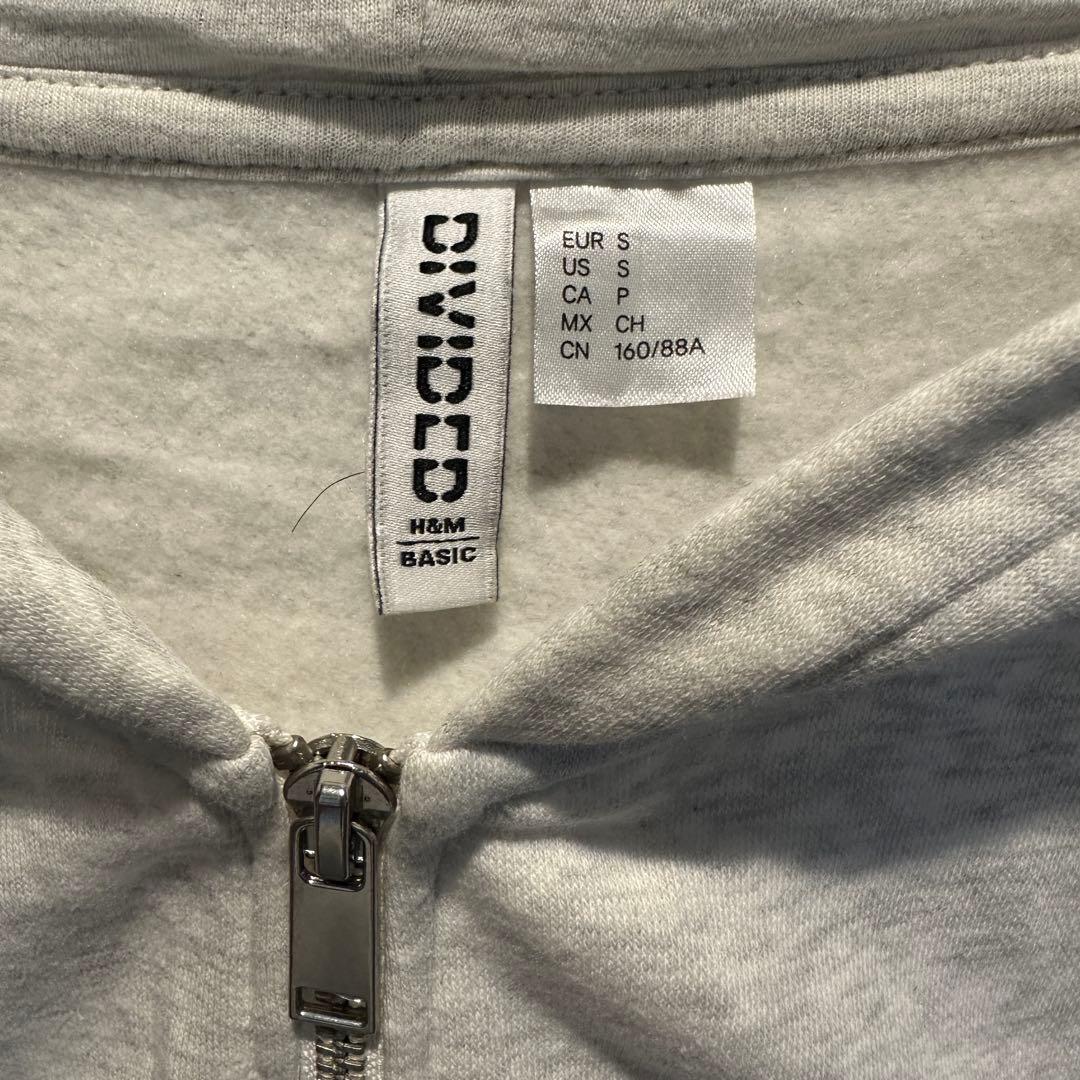 DIVIDED
H&M
BASIC
EUR S
US S
CA P
MX CH
CN 160/88A